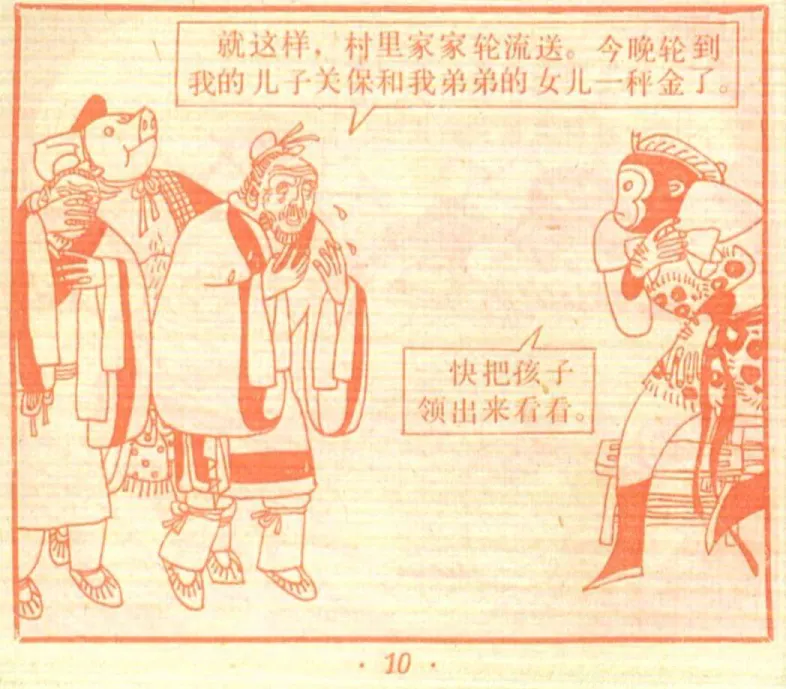 就这样，村里家家轮流送。今晚轮到
我的儿子关保和我弟弟的女儿一秤金了。
快把孩子
领出来看看。
· 10 ·